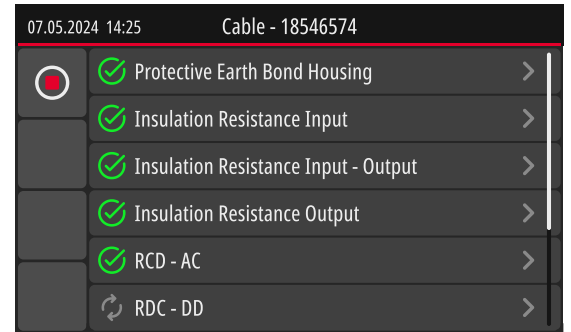 07.05.2024 14:25 Cable - 18546574
Protective Earth Bond Housing
Insulation Resistance Input
Insulation Resistance Input - Output
Insulation Resistance Output
RCD - AC
RDC - DD